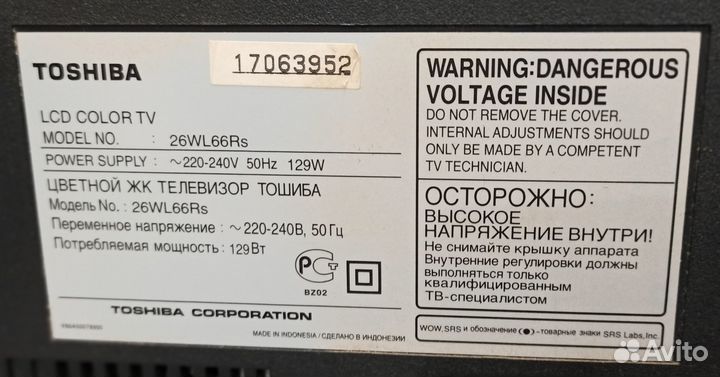 TOSHIBA
17063952
LCD COLOR TV
MODEL NO. : 26WL66Rs
POWER SUPPLY : ~220-240V 50Hz 129W
ЦВЕТНОЙ ЖК ТЕЛЕВИЗОР ТОШИБА
Модель No. : 26WL66Rs
Переменное напряжение : ~220-240В, 50 Гц
Потребляемая мощность : 129 Вт
РСТ
BZ02
TOSHIBA CORPORATION
MADE IN INDONESIA / СДЕЛАНО В ИНДОНЕЗИИ
WARNING:DANGEROUS
VOLTAGE INSIDE
DO NOT REMOVE THE COVER.
INTERNAL ADJUSTMENTS SHOULD
ONLY BE MADE BY A COMPETENT
TV TECHNICIAN.
ОСТОРОЖНО:
ВЫСОКОЕ
НАПРЯЖЕНИЕ ВНУТРИ!
Не снимайте крышку аппарата
Внутренние регулировки должны
выполняться только
квалифицированным
ТВ-специалистом
WOW, SRS и обозначение (●)-товарные знаки SRS Labs, Inc.
Avito